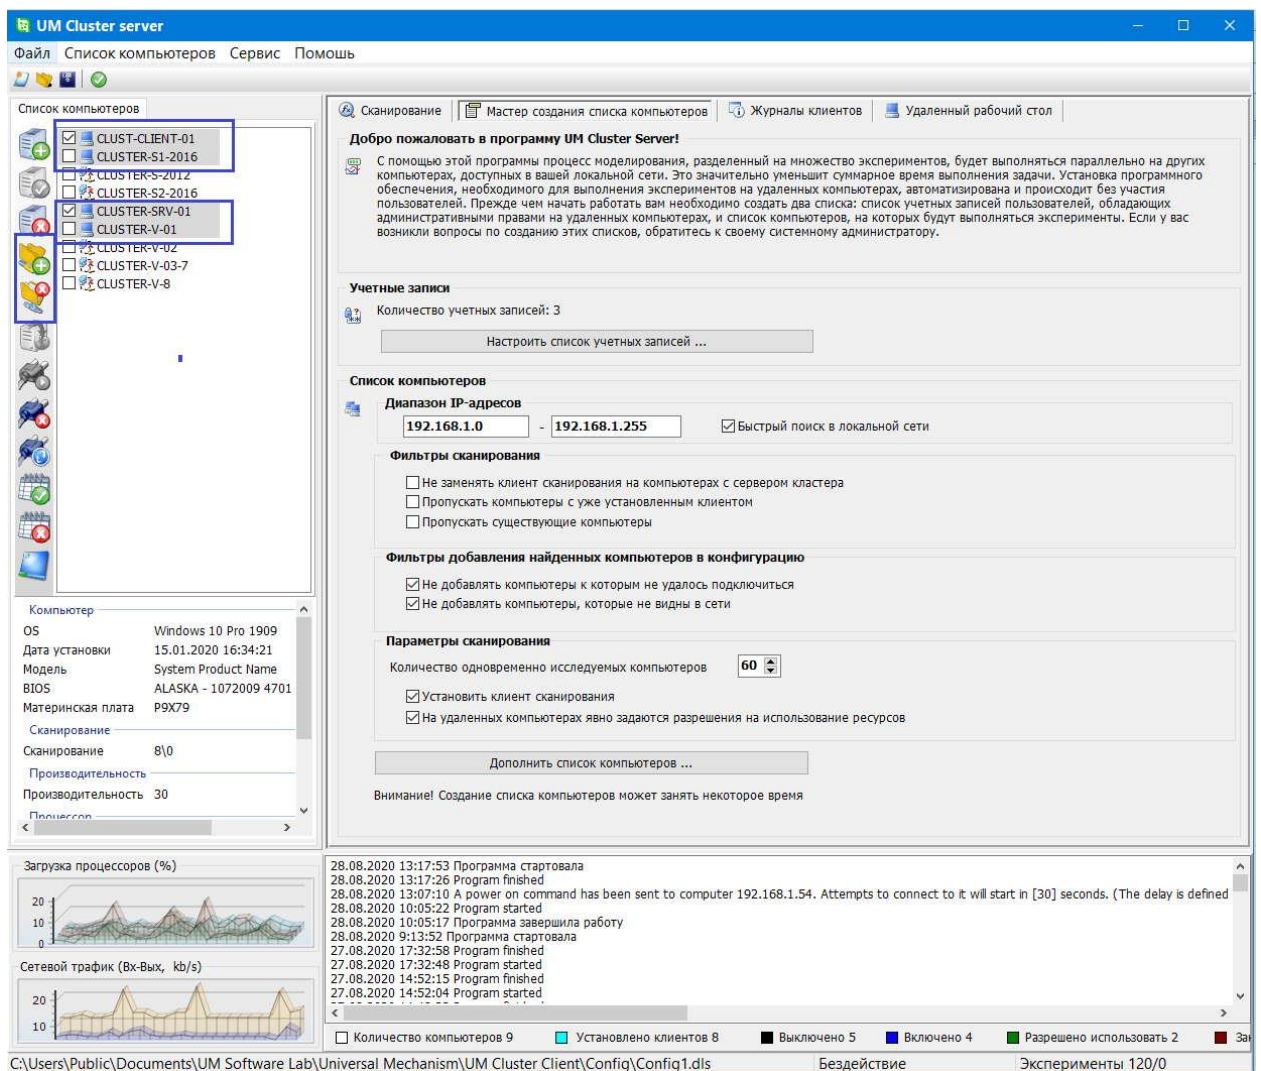 UM Cluster server
Файл Список компьютеров Сервис Помошь
Список компьютеров
CLUST-CLIENT-01
CLUSTER-S1-2016
CLUSTER-S-2012
CLUSTER-S2-2016
CLUSTER-SRV-01
CLUSTER-V-01
CLUSTER-V-02
CLUSTER-V-03-7
CLUSTER-V-8
Компьютер
OS Windows 10 Pro 1909
Дата установки 15.01.2020 16:34:21
Модель System Product Name
BIOS ALASKA - 1072009 4701
Материнская плата P9X79
Сканирование
Сканирование 8\0
Производительность
Производительность 30
Процессор
Сканирование Мастер создания списка компьютеров Журналы клиентов Удаленный рабочий стол
Добро пожаловать в программу UM Cluster Server!
С помощью этой программы процесс моделирования, разделенный на множество экспериментов, будет выполняться параллельно на других
компьютерах, доступных в вашей локальной сети. Это значительно уменьшит суммарное время выполнения задачи. Установка программного
обеспечения, необходимого для выполнения экспериментов на удаленных компьютерах, автоматизирована и происходит без участия
пользователей. Прежде чем начать работать вам необходимо создать два списка: список учетных записей пользователей, обладающих
административными правами на удаленных компьютерах, и список компьютеров, на которых будут выполняться эксперименты. Если у вас
возникли вопросы по созданию этих списков, обратитесь к своему системному администратору.
Учетные записи
Количество учетных записей: 3
Настроить список учетных записей ...
Список компьютеров
Диапазон IP-адресов
192.168.1.0 - 192.168.1.255 Быстрый поиск в локальной сети
Фильтры сканирования
Не заменять клиент сканирования на компьютерах с сервером кластера
Пропускать компьютеры с уже установленным клиентом
Пропускать существующие компьютеры
Фильтры добавления найденных компьютеров в конфигурацию
Не добавлять компьютеры к которым не удалось подключиться
Не добавлять компьютеры, которые не видны в сети
Параметры сканирования
Количество одновременно исследуемых компьютеров 60
Установить клиент сканирования
На удаленных компьютерах явно задаются разрешения на использование ресурсов
Дополнить список компьютеров ...
Внимание! Создание списка компьютеров может занять некоторое время
Загрузка процессоров (%)
20
10
0
Сетевой трафик (Вх-Вых, kb/s)
20
10
28.08.2020 13:17:53 Программа стартовала
28.08.2020 13:17:26 Program finished
28.08.2020 13:07:10 A power on command has been sent to computer 192.168.1.54. Attempts to connect to it will start in [30] seconds. (The delay is defined
28.08.2020 10:05:22 Program started
28.08.2020 10:05:17 Программа завершила работу
28.08.2020 9:13:52 Программа стартовала
27.08.2020 17:32:58 Program finished
27.08.2020 17:32:48 Program started
27.08.2020 14:52:15 Program finished
27.08.2020 14:52:04 Program started
Количество компьютеров 9 Установлено клиентов 8 Выключено 5 Включено 4 Разрешено использовать 2
C:\Users\Public\Documents\UM Software Lab\Universal Mechanism\UM Cluster Client\Config\Config1.dls Бездействие Эксперименты 120/0